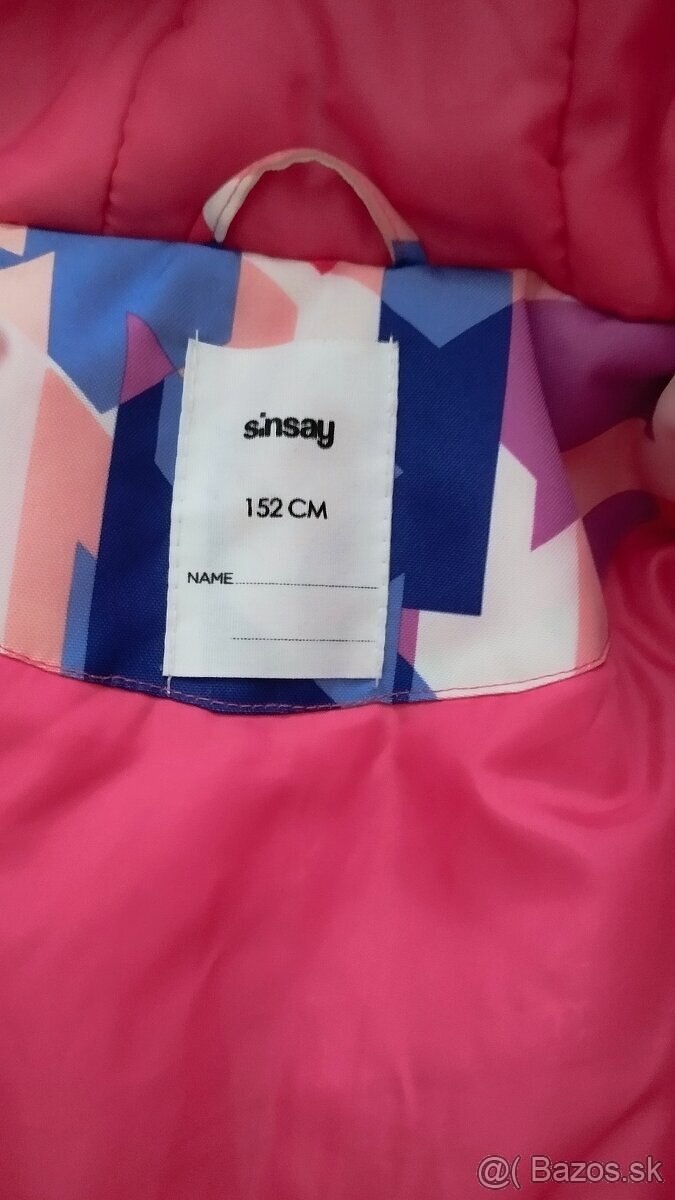 sinsay
152 CM
NAME
@( Bazos.sk